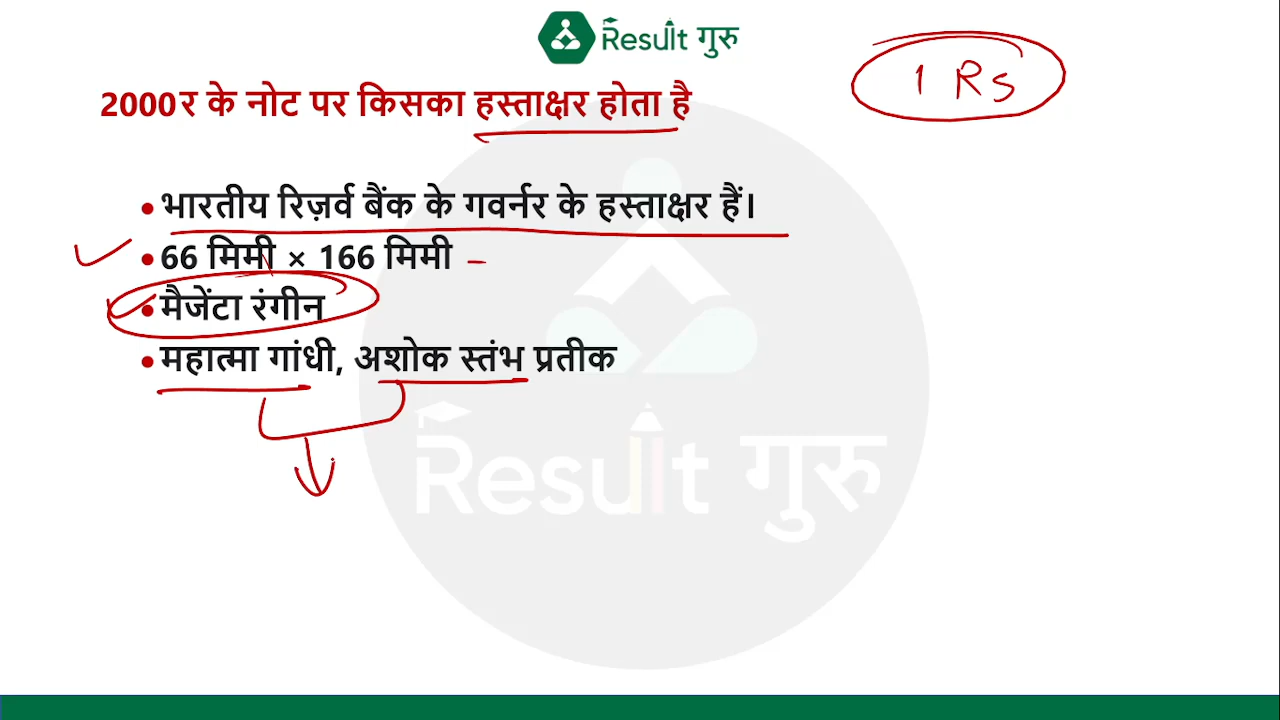 Result गुरु
1 Rs
2000र के नोट पर किसका हस्ताक्षर होता है
•भारतीय रिज़र्व बैंक के गवर्नर के हस्ताक्षर हैं।
•66 मिमी × 166 मिमी
•मैजेंटा रंगीन
•महात्मा गांधी, अशोक स्तंभ प्रतीक
Result गुरु